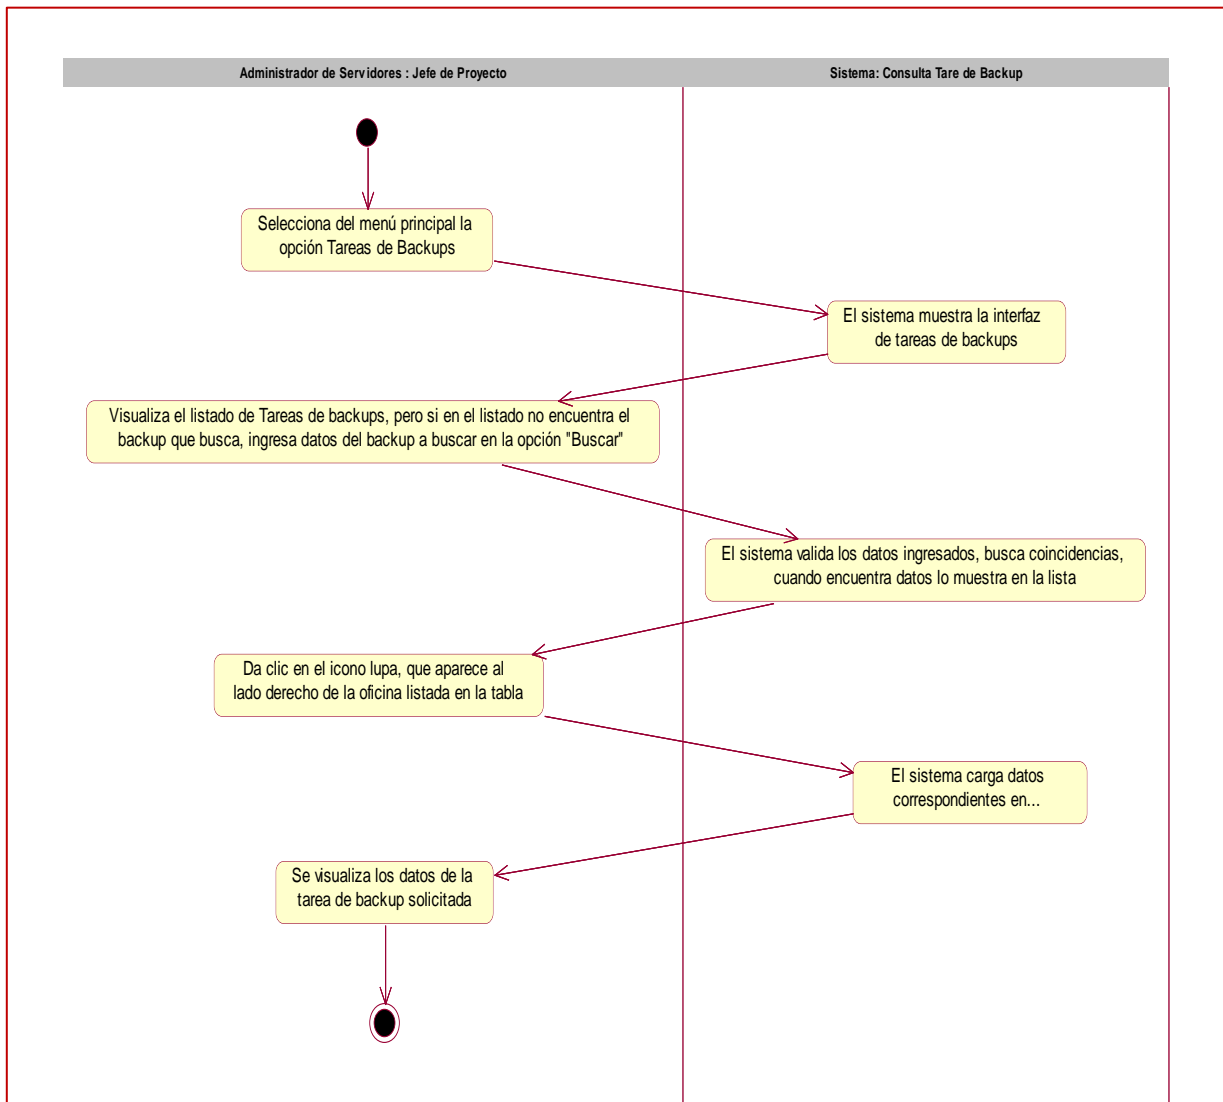 Administrador de Servidores : Jefe de Proyecto
Sistema: Consulta Tare de Backup
Selecciona del menú principal la
opción Tareas de Backups
El sistema muestra la interfaz
de tareas de backups
Visualiza el listado de Tareas de backups, pero si en el listado no encuentra el
backup que busca, ingresa datos del backup a buscar en la opción "Buscar"
El sistema valida los datos ingresados, busca coincidencias,
cuando encuentra datos lo muestra en la lista
Da clic en el icono lupa, que aparece al
lado derecho de la oficina listada en la tabla
El sistema carga datos
correspondientes en...
Se visualiza los datos de la
tarea de backup solicitada